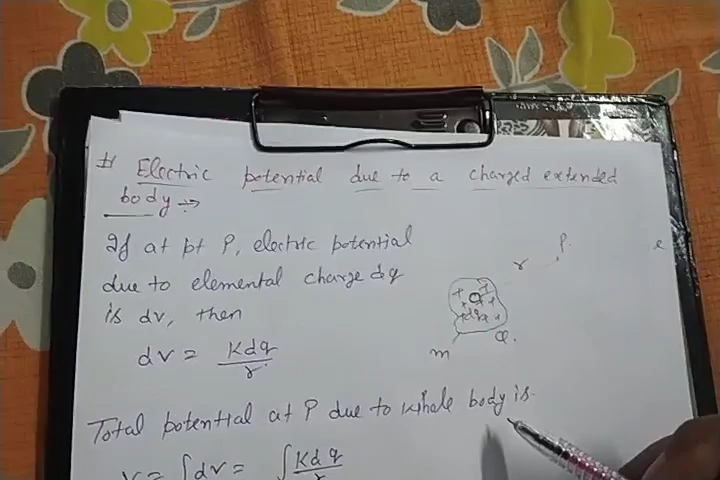 # Electric potential due to a charged extended
body →
If at pt P, electric potential
due to elemental charge dq
is dv, then
dv = Kdq/r
P.
r
e
+ + + + + dq + +
Q.
m
Total potential at P due to whole body is
v = ∫dv = ∫Kdq/r